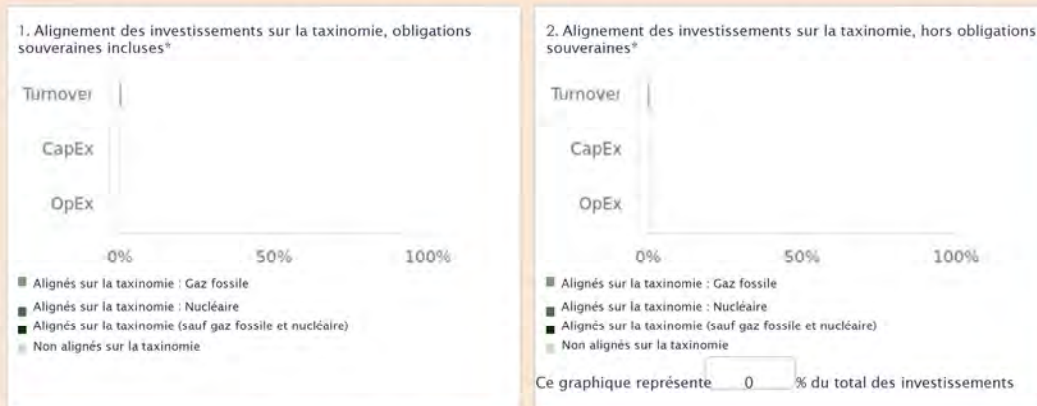 1. Alignement des investissements sur la taxinomie, obligations
souveraines incluses*
Turnover
CapEx
OpEx
0% 50% 100%
Alignés sur la taxinomie : Gaz fossile
Alignés sur la taxinomie : Nucléaire
Alignés sur la taxinomie (sauf gaz fossile et nucléaire)
Non alignés sur la taxinomie
2. Alignement des investissements sur la taxinomie, hors obligations
souveraines*
Turnover
CapEx
OpEx
0% 50% 100%
Alignés sur la taxinomie : Gaz fossile
Alignés sur la taxinomie : Nucléaire
Alignés sur la taxinomie (sauf gaz fossile et nucléaire)
Non alignés sur la taxinomie
Ce graphique représente 0 % du total des investissements